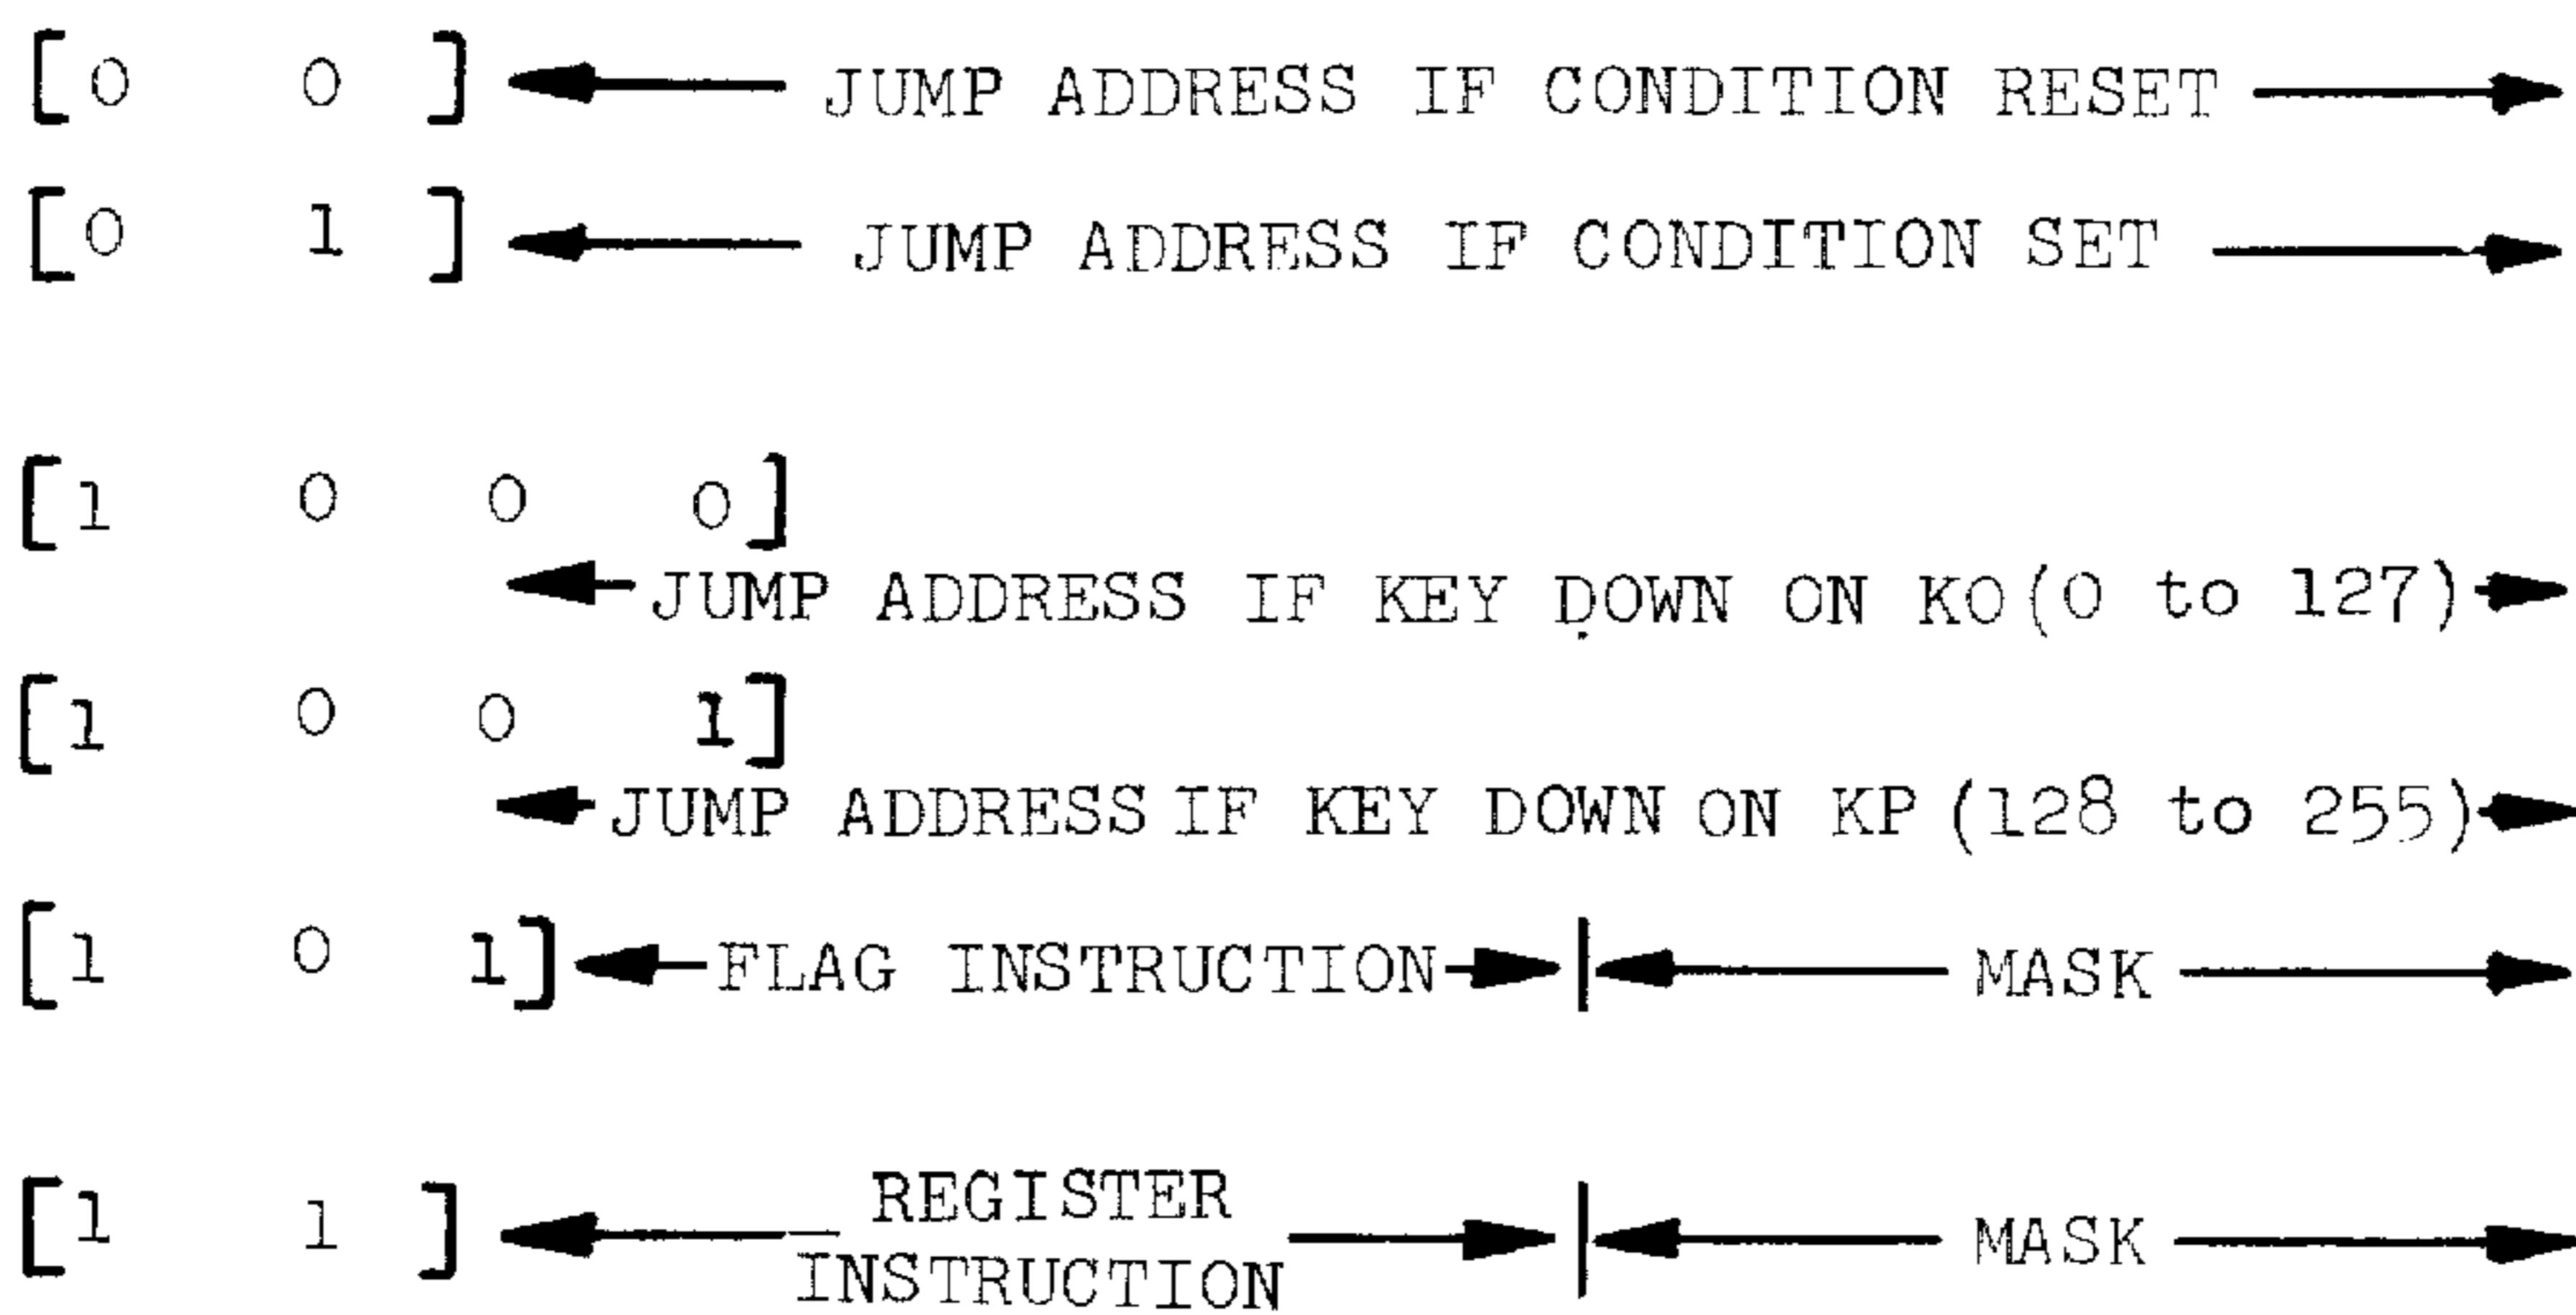 [0 0 ] JUMP ADDRESS IF CONDITION RESET
[0 1 ] JUMP ADDRESS IF CONDITION SET
[1 0 0 0]
JUMP ADDRESS IF KEY DOWN ON KO(0 to 127)
[1 0 0 1]
JUMP ADDRESS IF KEY DOWN ON KP (128 to 255)
[1 0 1] FLAG INSTRUCTION | MASK
[1 1 ] REGISTER INSTRUCTION | MASK